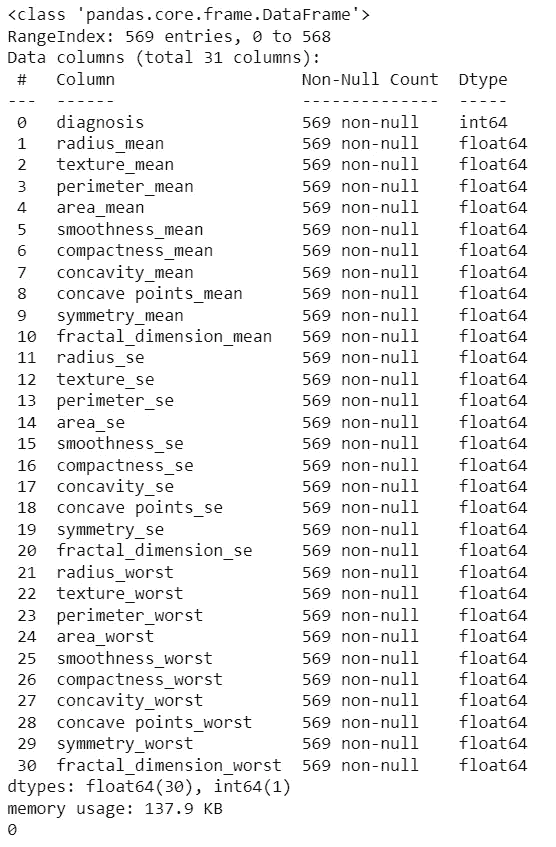 <class 'pandas.core.frame.DataFrame'>
RangeIndex: 569 entries, 0 to 568
Data columns (total 31 columns):
 #   Column                   Non-Null Count  Dtype
---  ------                   --------------  -----
 0   diagnosis                569 non-null    int64
 1   radius_mean              569 non-null    float64
 2   texture_mean             569 non-null    float64
 3   perimeter_mean           569 non-null    float64
 4   area_mean                569 non-null    float64
 5   smoothness_mean          569 non-null    float64
 6   compactness_mean         569 non-null    float64
 7   concavity_mean           569 non-null    float64
 8   concave points_mean      569 non-null    float64
 9   symmetry_mean            569 non-null    float64
 10  fractal_dimension_mean   569 non-null    float64
 11  radius_se                569 non-null    float64
 12  texture_se               569 non-null    float64
 13  perimeter_se             569 non-null    float64
 14  area_se                  569 non-null    float64
 15  smoothness_se            569 non-null    float64
 16  compactness_se           569 non-null    float64
 17  concavity_se             569 non-null    float64
 18  concave points_se        569 non-null    float64
 19  symmetry_se              569 non-null    float64
 20  fractal_dimension_se     569 non-null    float64
 21  radius_worst             569 non-null    float64
 22  texture_worst            569 non-null    float64
 23  perimeter_worst          569 non-null    float64
 24  area_worst               569 non-null    float64
 25  smoothness_worst         569 non-null    float64
 26  compactness_worst        569 non-null    float64
 27  concavity_worst          569 non-null    float64
 28  concave points_worst     569 non-null    float64
 29  symmetry_worst           569 non-null    float64
 30  fractal_dimension_worst  569 non-null    float64
dtypes: float64(30), int64(1)
memory usage: 137.9 KB
0